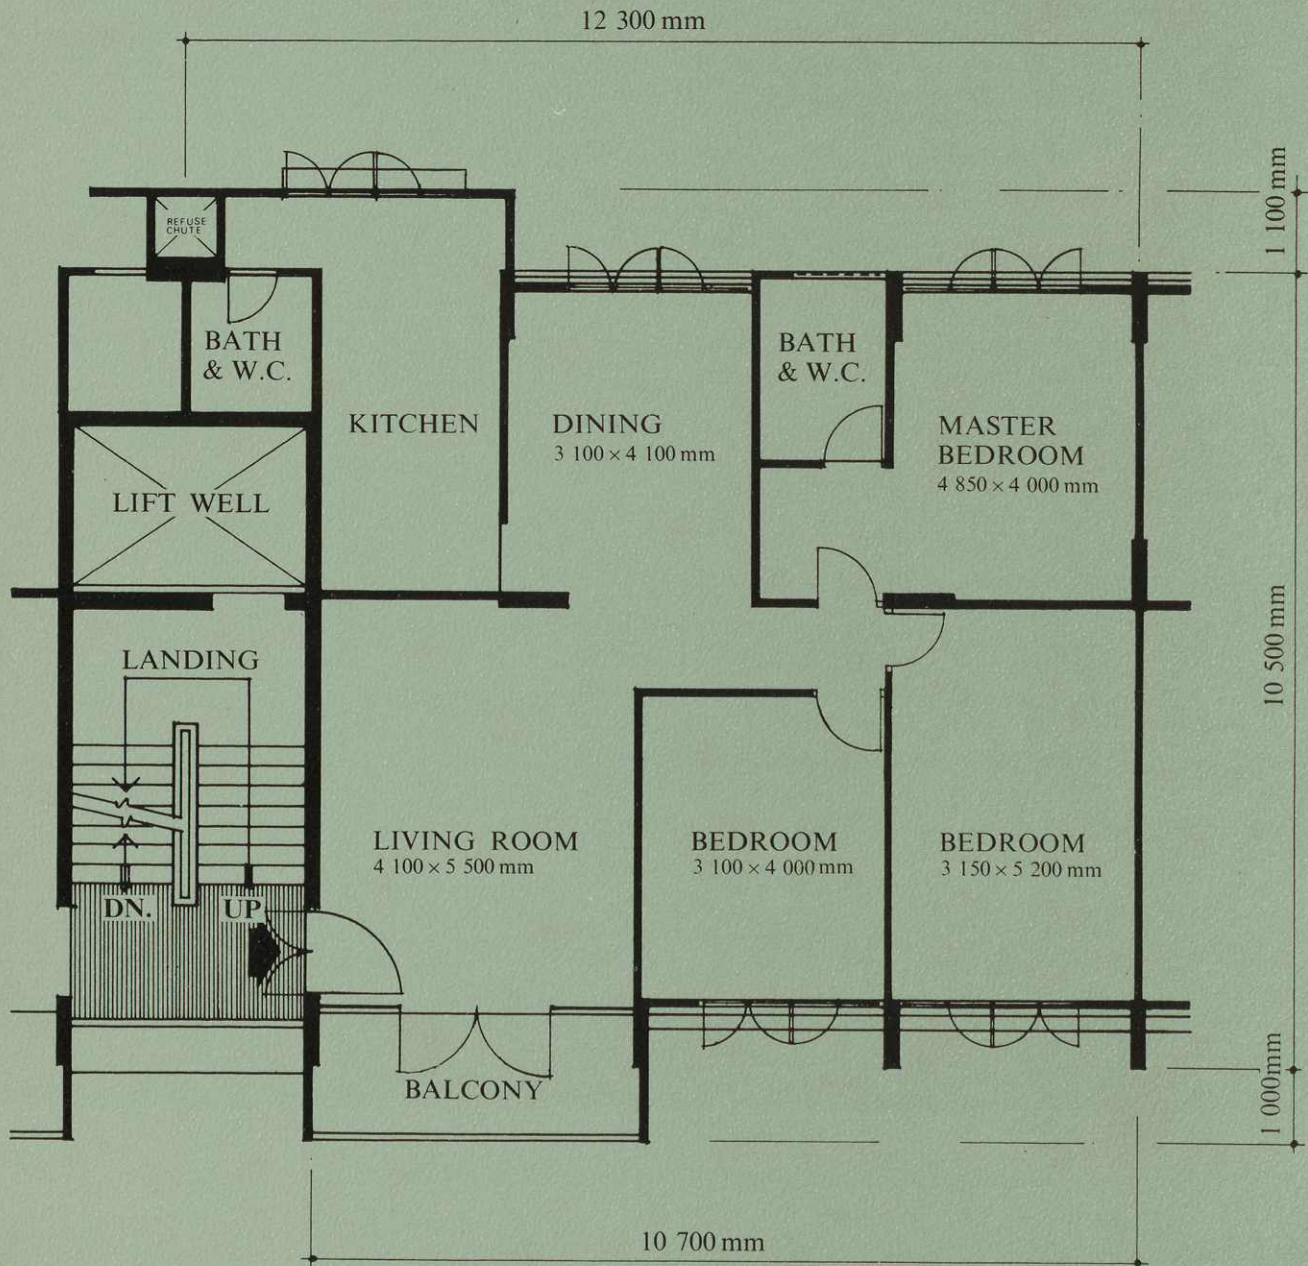 12 300 mm
1 100 mm
REFUSE
CHUTE
BATH
& W.C.
BATH
& W.C.
KITCHEN
DINING
3 100 × 4 100 mm
MASTER
BEDROOM
4 850 × 4 000 mm
LIFT WELL
10 500 mm
LANDING
LIVING ROOM
4 100 × 5 500 mm
BEDROOM
3 100 × 4 000 mm
BEDROOM
3 150 × 5 200 mm
DN.
UP
BALCONY
1 000mm
10 700 mm